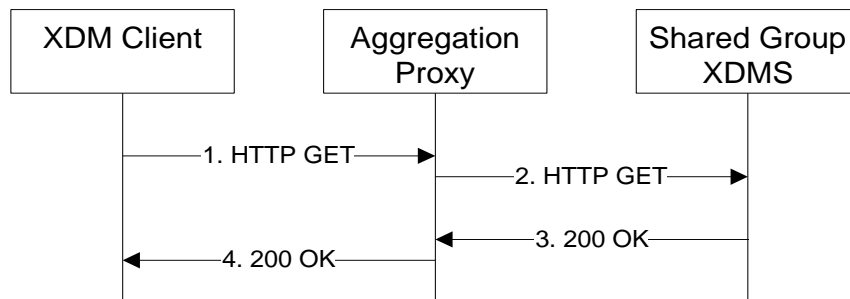 XDM Client
Aggregation
Proxy
Shared Group
XDMS
1. HTTP GET
2. HTTP GET
3. 200 OK
4. 200 OK